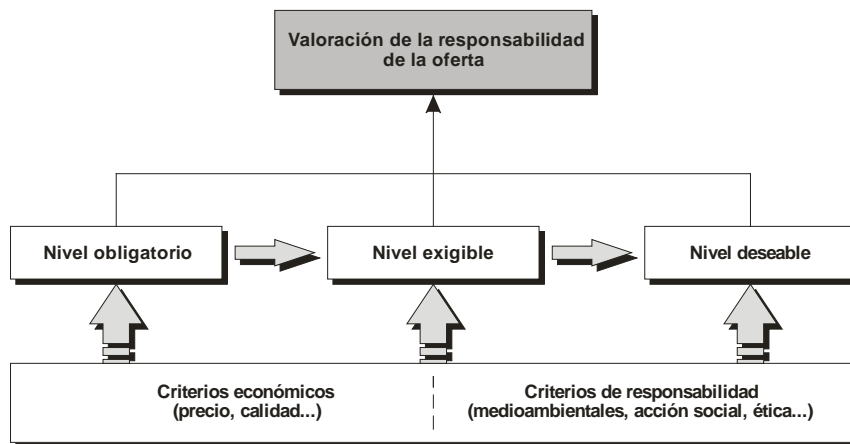 Valoración de la responsabilidad
de la oferta
Nivel obligatorio
Nivel exigible
Nivel deseable
Criterios económicos
(precio, calidad...)
Criterios de responsabilidad
(medioambientales, acción social, ética...)